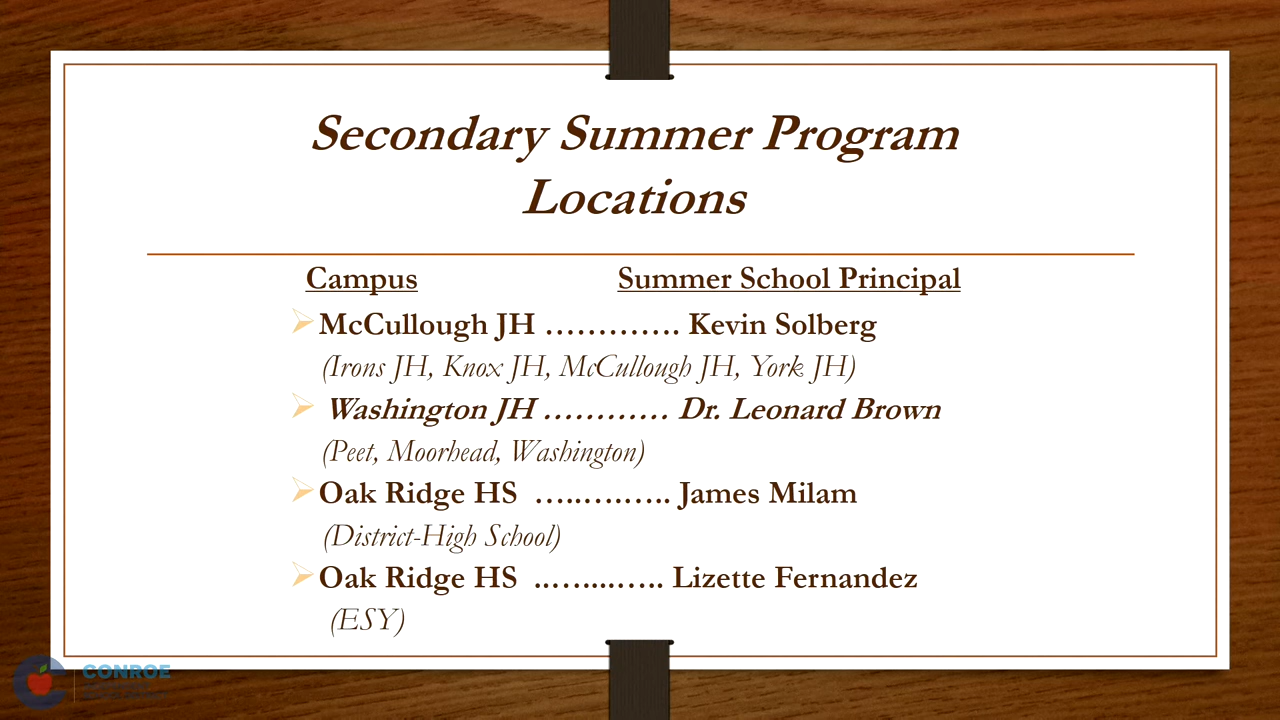 Secondary Summer Program
Locations
Campus Summer School Principal
McCullough JH …………. Kevin Solberg
(Irons JH, Knox JH, McCullough JH, York JH)
Washington JH ………… Dr. Leonard Brown
(Peet, Moorhead, Washington)
Oak Ridge HS …..….….. James Milam
(District-High School)
Oak Ridge HS ..…....….. Lizette Fernandez
(ESY)
CONROE